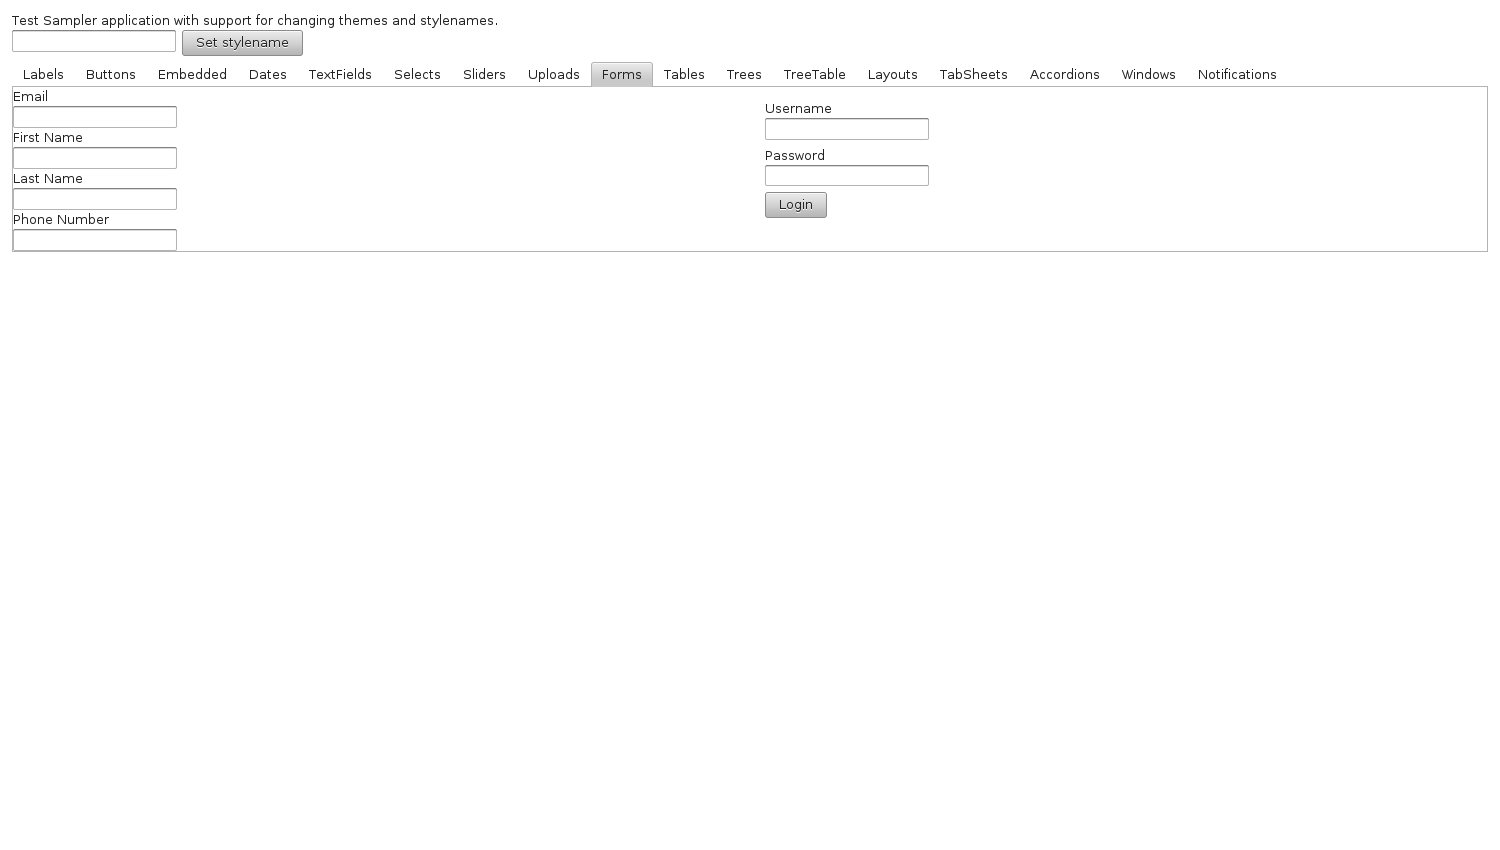 Test Sampler application with support for changing themes and stylenames.
Set stylename
Labels Buttons Embedded Dates TextFields Selects Sliders Uploads Forms Tables Trees TreeTable Layouts TabSheets Accordions Windows Notifications
Email
First Name
Last Name
Phone Number
Username
Password
Login